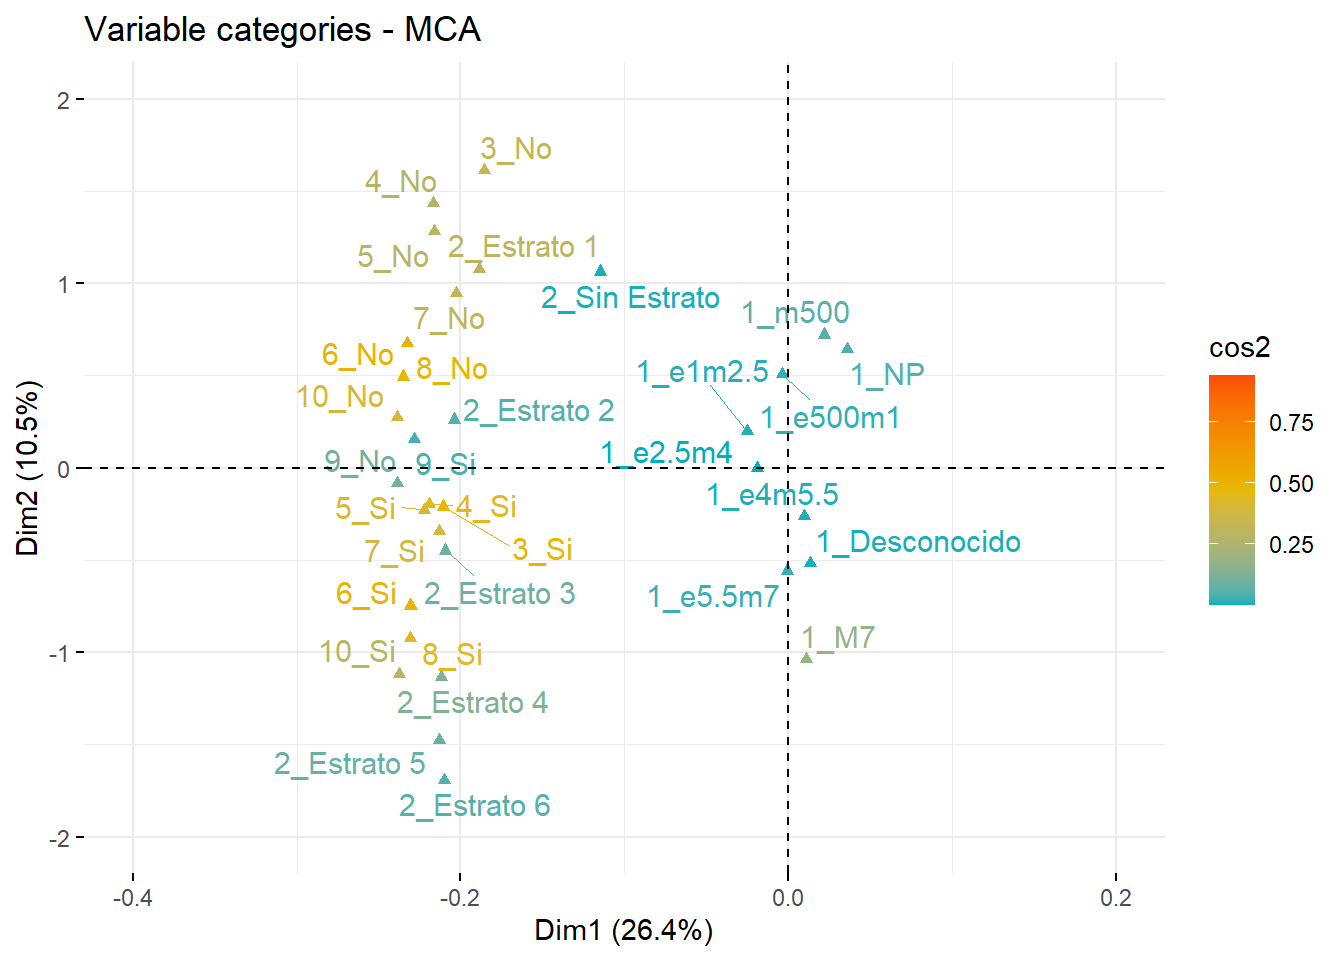 Variable categories - MCA
2
3_No
4_No
2_Estrato 1
5_No
1
2_Sin Estrato
1_m500
7_No
6_No
8_No
1_e1m2.5
1_NP
10_No
2_Estrato 2
1_e500m1
1_e2.5m4
9_No
9_Si
0
1_e4m5.5
5_Si
4_Si
1_Desconocido
7_Si
3_Si
6_Si
2_Estrato 3
1_e5.5m7
1_M7
10_Si
8_Si
-1
2_Estrato 4
2_Estrato 5
2_Estrato 6
-2
-0.4
-0.2
0.0
0.2
Dim1 (26.4%)
Dim2 (10.5%)
cos2
0.75
0.50
0.25